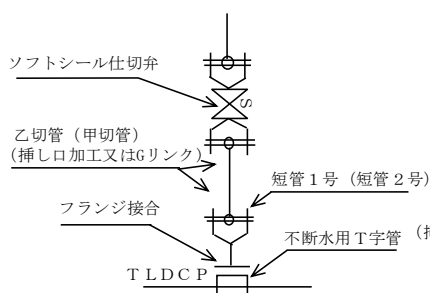 ソフトシール仕切弁
S
乙切管（甲切管）
(挿し口加工又はGリンク)
短管１号（短管２号）
フランジ接合
不断水用Ｔ字管
ＴＬＤＣＰ